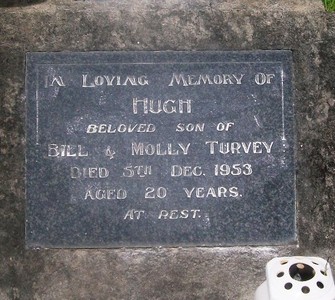 In Loving Memory Of
Hugh
BELOVED SON OF
Bill & Molly Turvey
Died 5th Dec. 1953
AGED 20 YEARS.
AT REST.